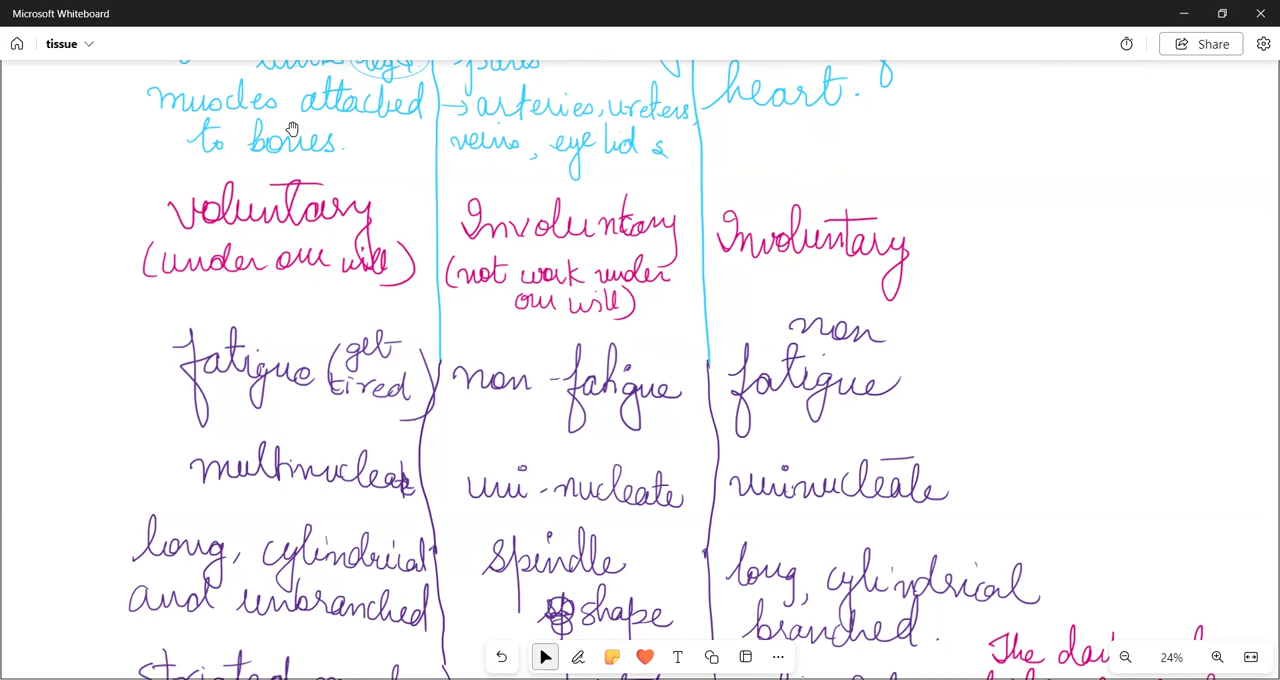 Microsoft Whiteboard
tissue
Share
muscles attached
to bones.
→ arteries, ureters,
veins, eye lid &
heart.
voluntary
(under our will)
Involuntary
(not work under
our will)
Involuntary
fatigue (get
tired)
non-fatigue
non
fatigue
multinucleate
uni-nucleate
uninucleate
long, cylindrical
and unbranched
spindle
shape
long, cylindrical
branched.
The
24%